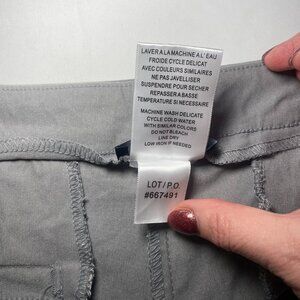 LAVER A LA MACHINE A L' EAU
FROIDE CYCLE DELICAT
AVEC COULEURS SIMILAIRES
NE PAS JAVELLISER
SUSPENDRE POUR SECHER
REPASSER A BASSE
TEMPERATURE SI NECESSAIRE
MACHINE WASH DELICATE
CYCLE COLD WATER
WITH SIMILAR COLORS
DO NOT BLEACH
LINE DRY
LOW IRON IF NEEDED
LOT/P.O.
#667491